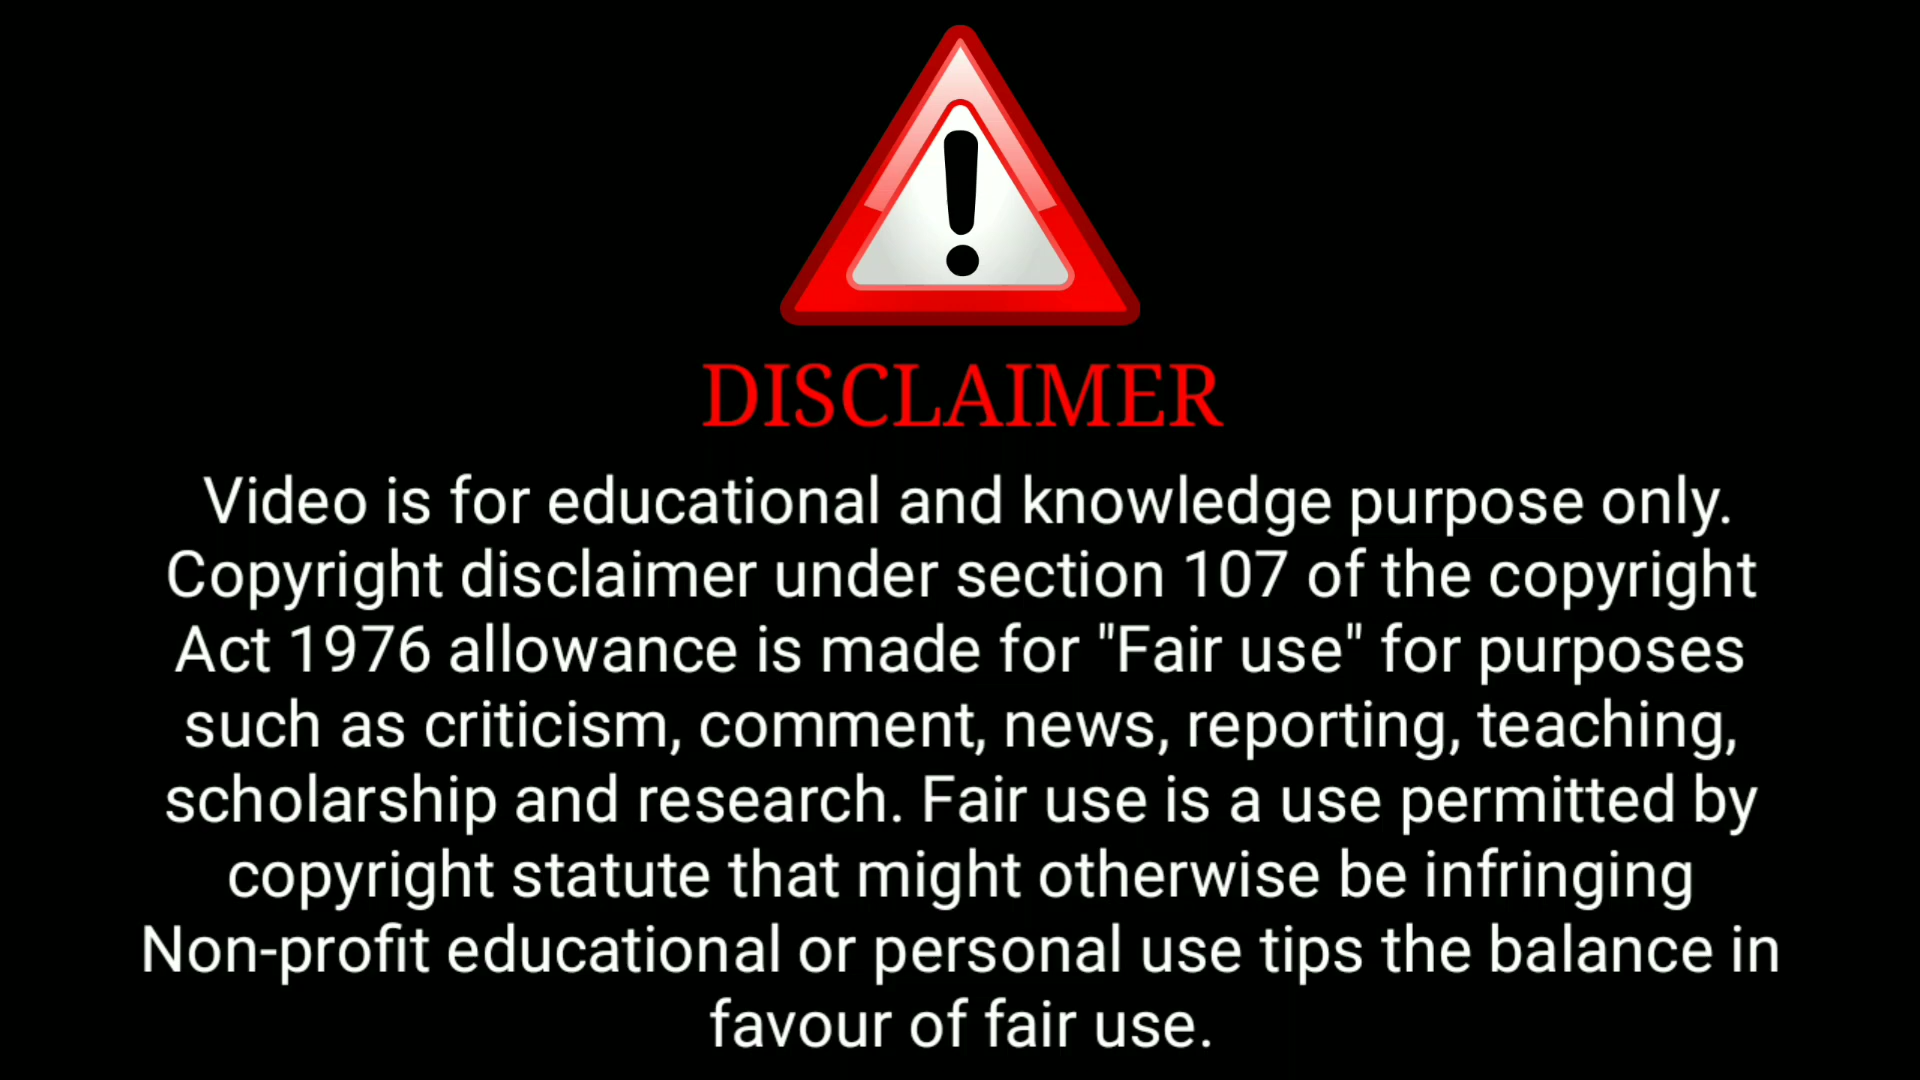 DISCLAIMER
Video is for educational and knowledge purpose only.
Copyright disclaimer under section 107 of the copyright
Act 1976 allowance is made for "Fair use" for purposes
such as criticism, comment, news, reporting, teaching,
scholarship and research. Fair use is a use permitted by
copyright statute that might otherwise be infringing
Non-profit educational or personal use tips the balance in
favour of fair use.